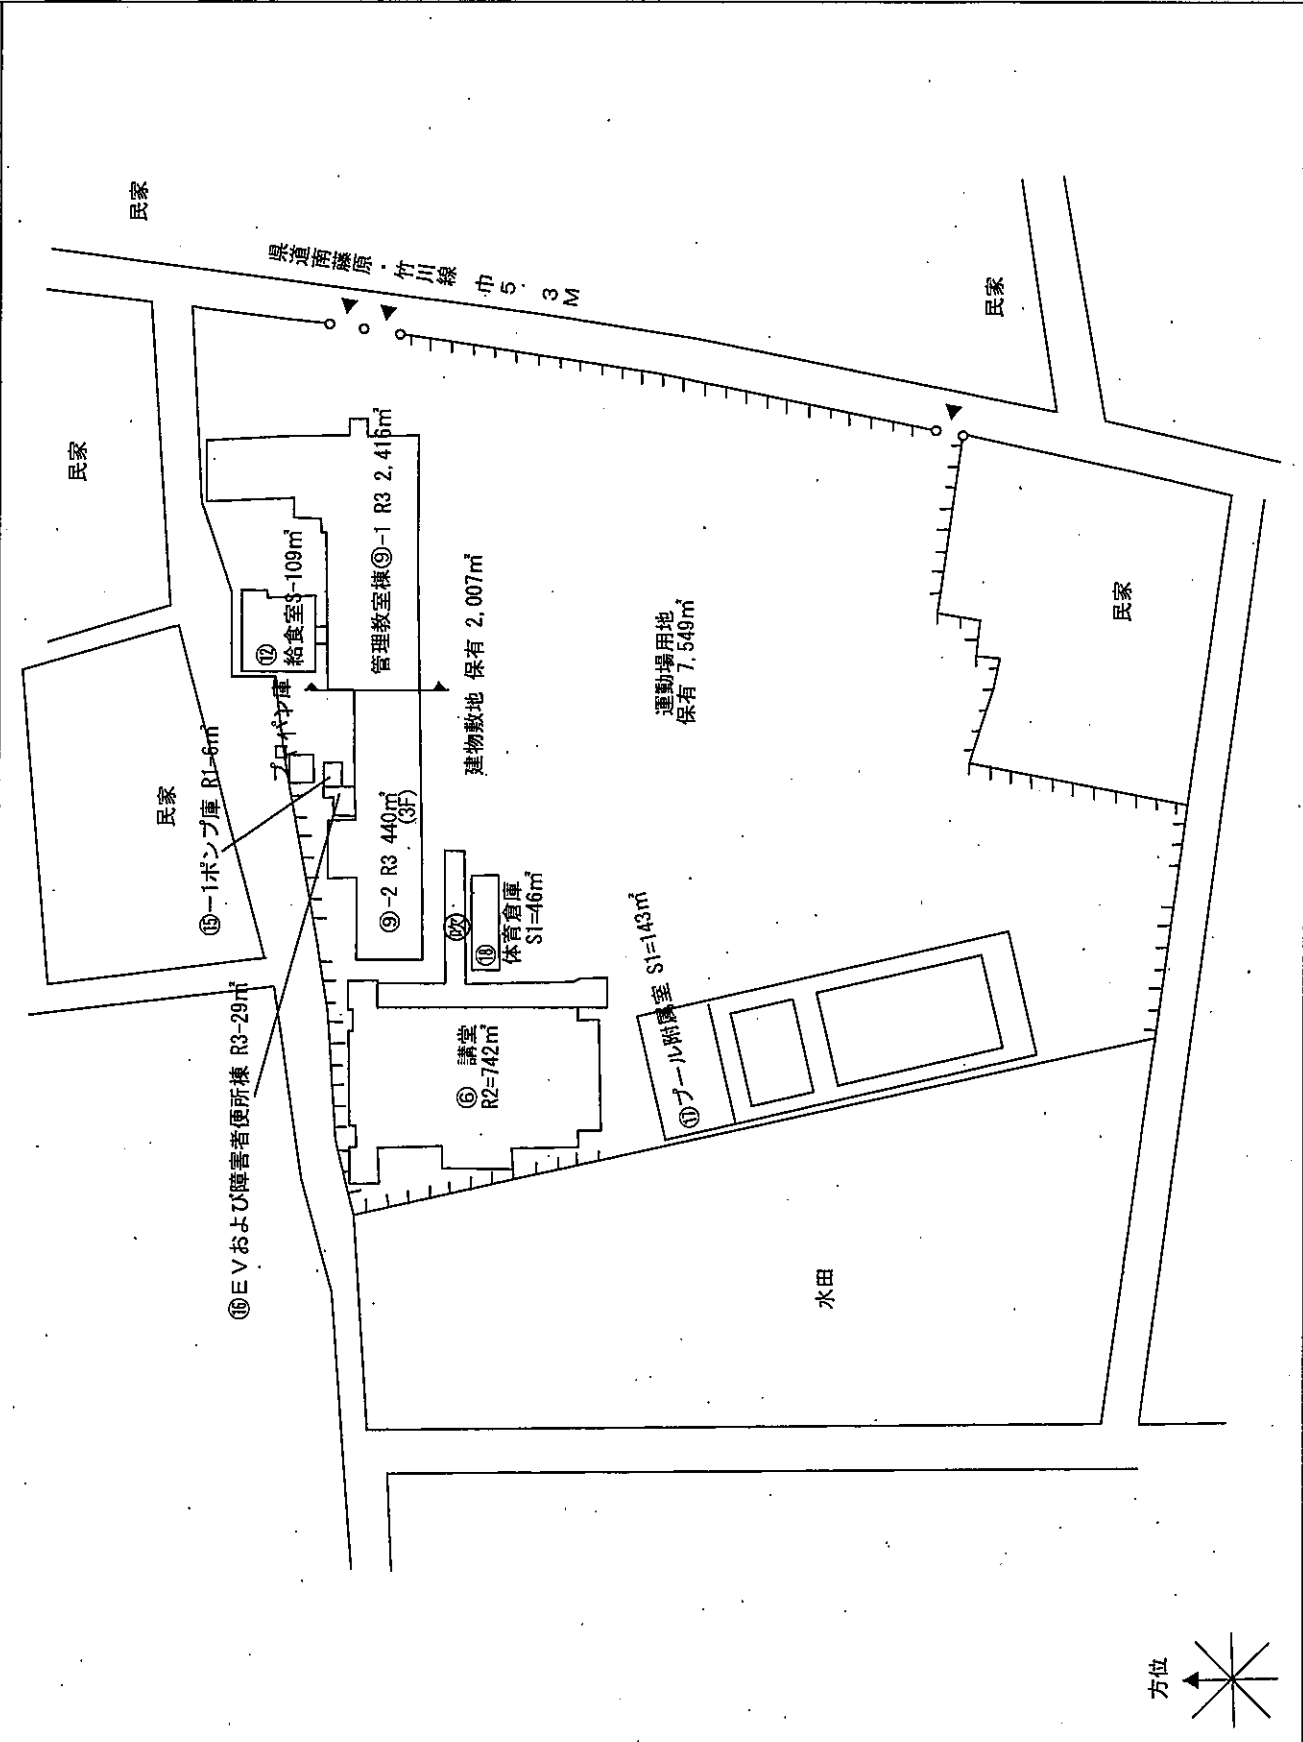 民家
県道南藤原・竹川線 巾5.3M
民家
民家
民家
民家
⑫
給食室S-109㎡
プロパン庫
⑮-1ポンプ庫 R1-6㎡
⑯EVおよび障害者便所棟 R3-29㎡
管理教室棟⑨-1 R3 2,416㎡
⑨-2 R3 440㎡
(3F)
建物敷地 保有 2,007㎡
吹
⑱
体育倉庫
S1=46㎡
⑥ 講堂
R2=742㎡
運動場用地
保有 7,549㎡
⑰プール附属室 S1=143㎡
水田
方位